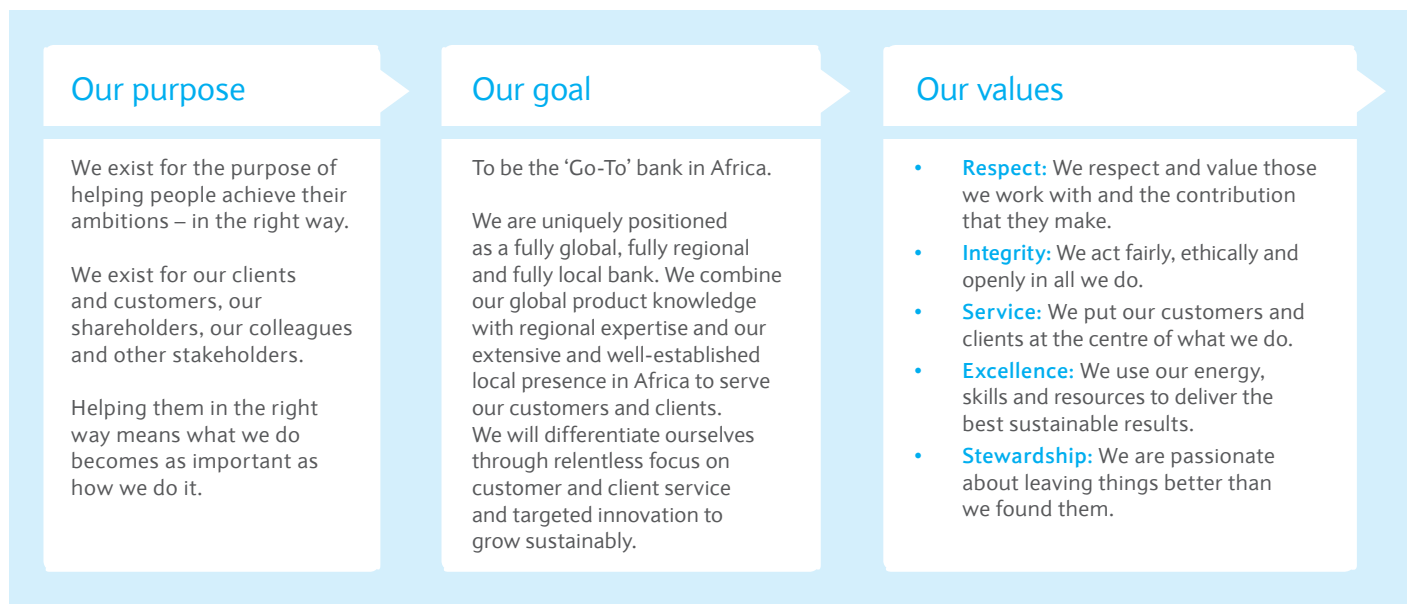 Our purpose
We exist for the purpose of
helping people achieve their
ambitions – in the right way.
We exist for our clients
and customers, our
shareholders, our colleagues
and other stakeholders.
Helping them in the right
way means what we do
becomes as important as
how we do it.
Our goal
To be the ‘Go-To’ bank in Africa.
We are uniquely positioned
as a fully global, fully regional
and fully local bank. We combine
our global product knowledge
with regional expertise and our
extensive and well-established
local presence in Africa to serve
our customers and clients.
We will differentiate ourselves
through relentless focus on
customer and client service
and targeted innovation to
grow sustainably.
Our values
• Respect: We respect and value those
we work with and the contribution
that they make.
• Integrity: We act fairly, ethically and
openly in all we do.
• Service: We put our customers and
clients at the centre of what we do.
• Excellence: We use our energy,
skills and resources to deliver the
best sustainable results.
• Stewardship: We are passionate
about leaving things better than
we found them.